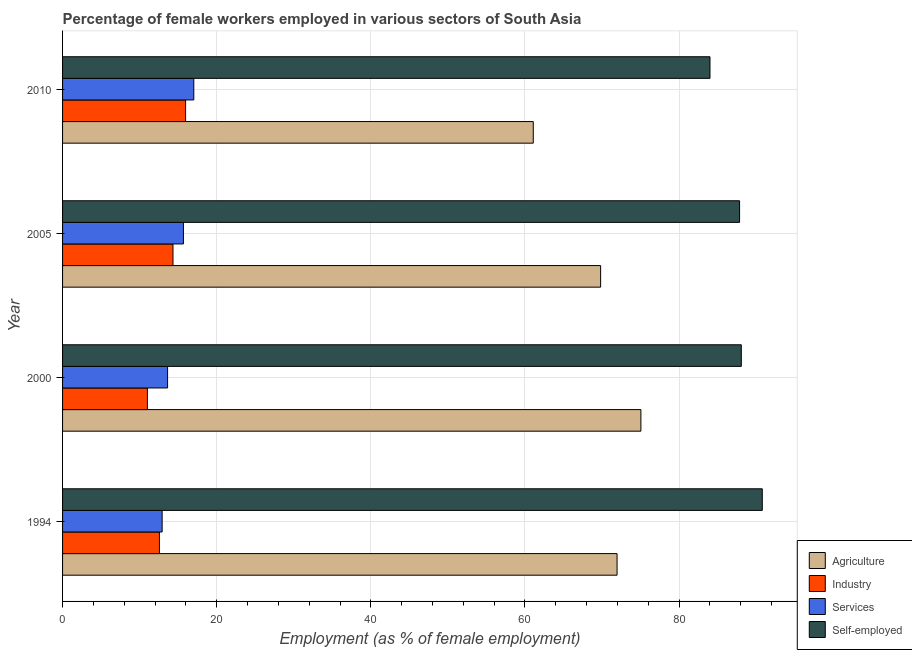 Percentage of female workers employed in various sectors of South Asia
Year
2010
2005
2000
1994
0
20
40
60
80
Employment (as % of female employment)
Agriculture
Industry
Services
Self-employed